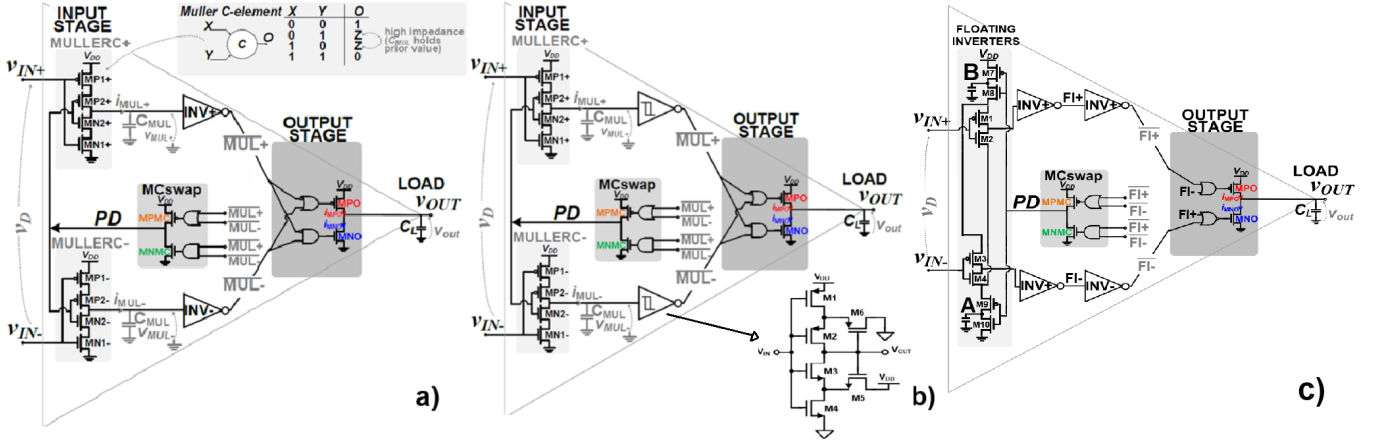 INPUT
STAGE
MULLERC+
Muller C-element X Y O
X
Y
C
O
0 0 1
0 1 Z
1 0 Z
1 1 0
high impedance
(CMUL holds
prior value)
VDD
vIN+
MP1+
MP2+
MN2+
MN1+
iMUL+
CMUL
vMUL+
INV+
MUL+
OUTPUT
STAGE
VDD
MPO
iMPO
iMNO
MNO
LOAD
vOUT
CL
Vout
vD
PD
MCswap
VDD
MPMC
MNMC
MUL+
MUL-
MUL+
MUL-
MULLERC-
VDD
MP1-
MP2-
MN2-
MN1-
vIN-
iMUL-
CMUL
VMUL-
INV-
MUL-
a)
INPUT
STAGE
MULLERC+
VDD
vIN+
MP1+
MP2+
MN2+
MN1+
iMUL+
CMUL
vMUL+
MUL+
OUTPUT
STAGE
VDD
MPO
iMPO
iMNO
MNO
LOAD
vOUT
CL
Vout
vD
PD
MCswap
VDD
MPMC
MNMC
MUL+
MUL-
MUL+
MUL-
MULLERC-
VDD
MP1-
MP2-
MN2-
MN1-
vIN-
iMUL-
CMUL
VMUL-
MUL-
VDD
M1
M6
M2
VIN
VOUT
M3
VDD
M5
M4
b)
FLOATING
INVERTERS
VDD
B
M7
M8
vIN+
M1
M2
INV+
FI+
INV+
FI+
OUTPUT
STAGE
VDD
FI-
MPO
iMPO
iMNO
FI+
MNO
LOAD
vOUT
CL
Vout
vD
PD
MCswap
VDD
MPMC
MNMC
FI+
FI-
FI+
FI-
vIN-
M3
M4
INV+
FI-
INV-
FI-
A
M9
M10
c)